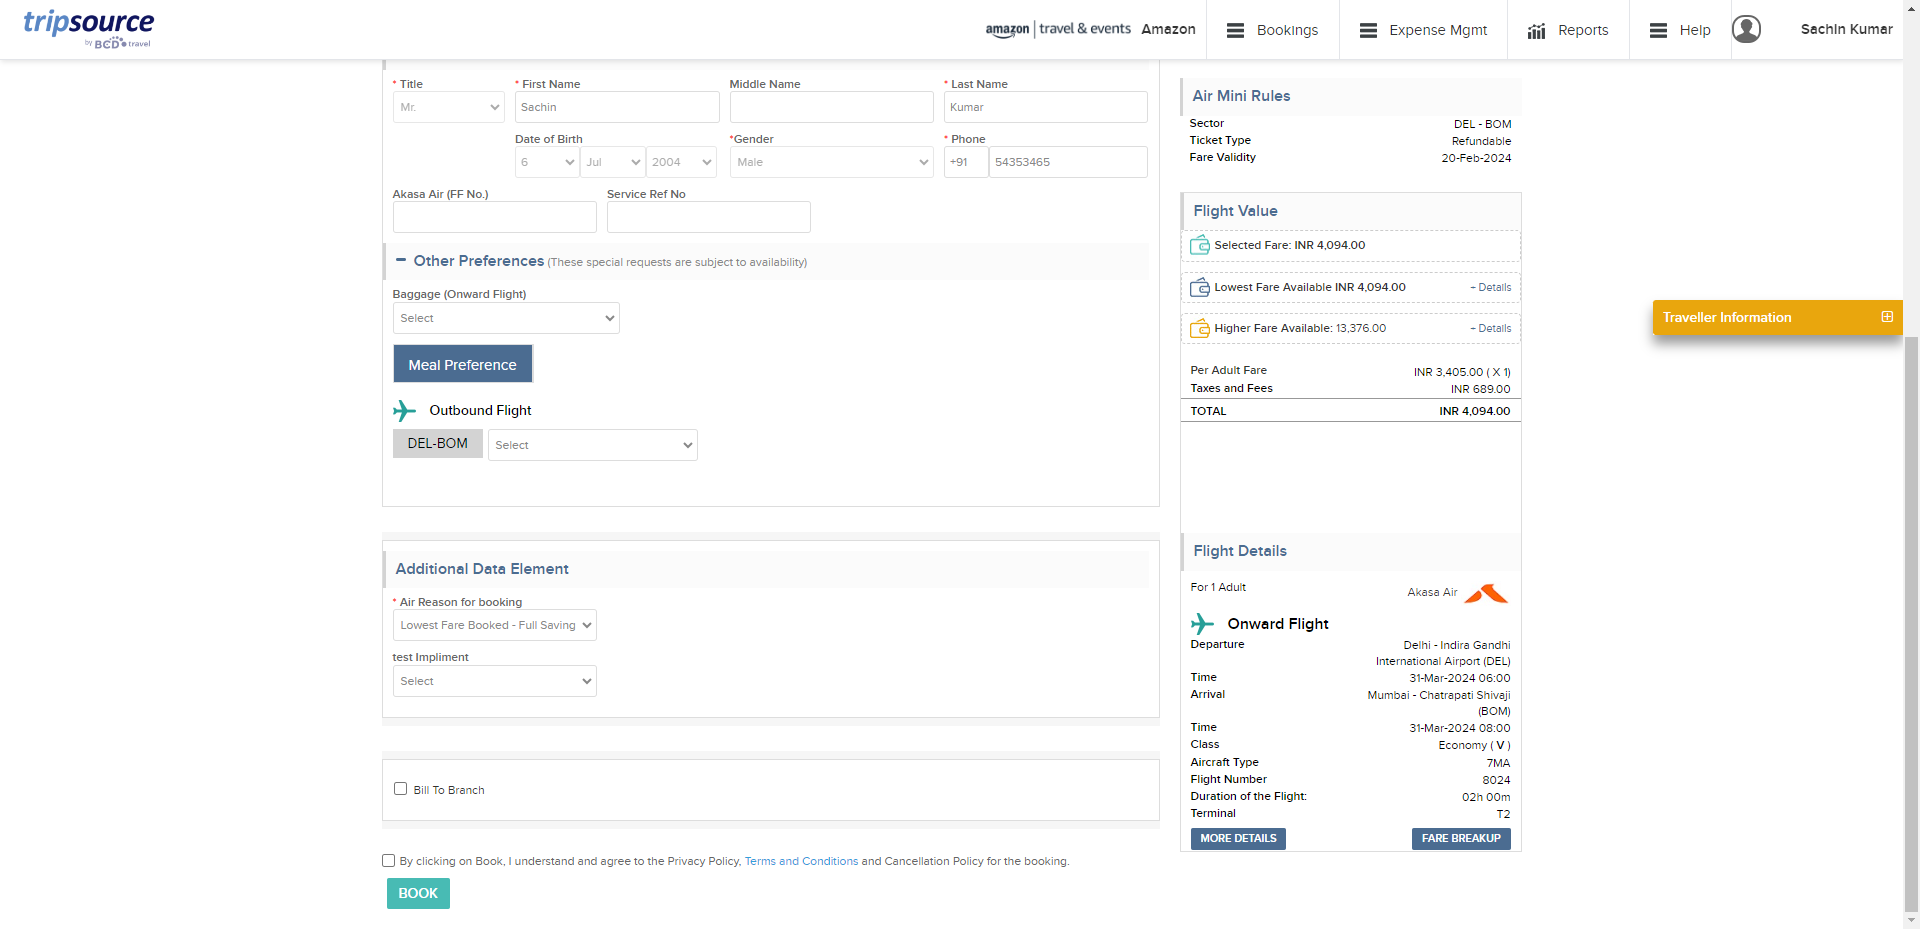 tripsource
by BCD travel
amazon | travel & events Amazon
Bookings
Expense Mgmt
Reports
Help
Sachin Kumar
* Title
* First Name
Middle Name
* Last Name
Mr.
Sachin
Kumar
Date of Birth
*Gender
* Phone
6
Jul
2004
Male
+91
54353465
Akasa Air (FF No.)
Service Ref No
Other Preferences (These special requests are subject to availability)
Baggage (Onward Flight)
Select
Meal Preference
Outbound Flight
DEL-BOM
Select
Additional Data Element
* Air Reason for booking
Lowest Fare Booked - Full Saving
test Impliment
Select
Bill To Branch
By clicking on Book, I understand and agree to the Privacy Policy, Terms and Conditions and Cancellation Policy for the booking.
BOOK
Air Mini Rules
Sector DEL - BOM
Ticket Type Refundable
Fare Validity 20-Feb-2024
Flight Value
Selected Fare: INR 4,094.00
Lowest Fare Available INR 4,094.00 + Details
Higher Fare Available: 13,376.00 + Details
Per Adult Fare INR 3,405.00 ( X 1)
Taxes and Fees INR 689.00
TOTAL INR 4,094.00
Flight Details
For 1 Adult
Akasa Air
Onward Flight
Departure Delhi - Indira Gandhi
International Airport (DEL)
Time 31-Mar-2024 06:00
Arrival Mumbai - Chatrapati Shivaji
(BOM)
Time 31-Mar-2024 08:00
Class Economy ( V )
Aircraft Type 7MA
Flight Number 8024
Duration of the Flight: 02h 00m
Terminal T2
MORE DETAILS
FARE BREAKUP
Traveller Information